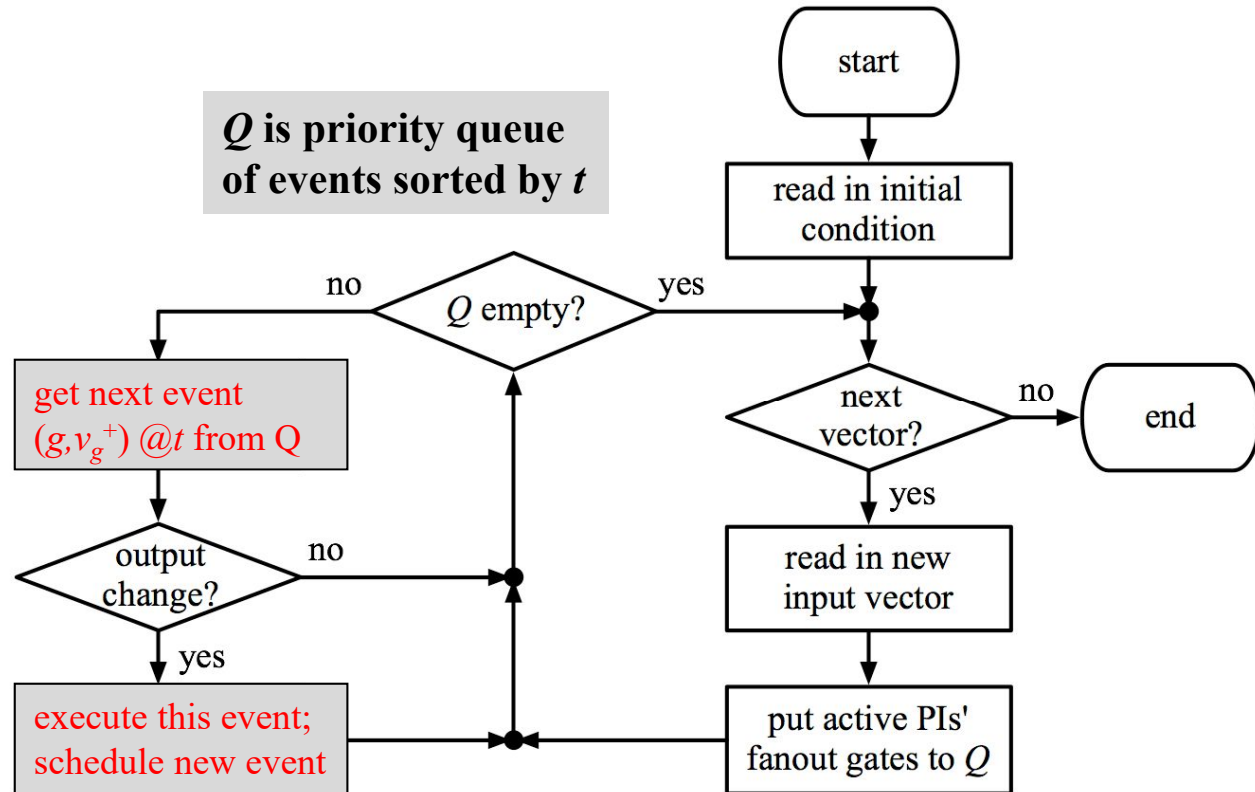 start
Q is priority queue
of events sorted by t
read in initial
condition
no
Q empty?
yes
get next event
(g,v_g^+) @t from Q
next
vector?
no
end
yes
output
change?
no
read in new
input vector
yes
execute this event;
schedule new event
put active PIs'
fanout gates to Q